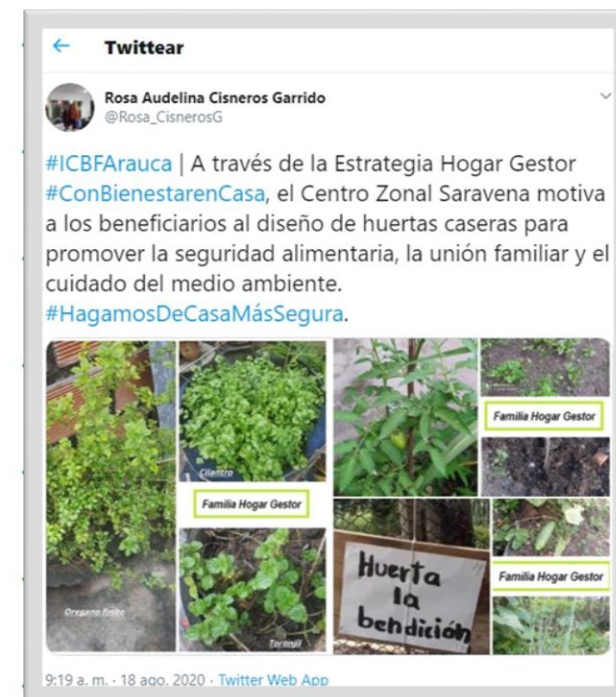 Twittear
Rosa Audelina Cisneros Garrido
@Rosa_CisnerosG
#ICBFArauca | A través de la Estrategia Hogar Gestor
#ConBienestarenCasa, el Centro Zonal Saravena motiva
a los beneficiarios al diseño de huertas caseras para
promover la seguridad alimentaria, la unión familiar y el
cuidado del medio ambiente.
#HagamosDeCasaMásSegura.
Oregano finito
Cilantro
Familia Hogar Gestor
Toronjil
Familia Hogar Gestor
Huerta
la
bendición
Familia Hogar Gestor
9:19 a. m. · 18 ago. 2020 · Twitter Web App